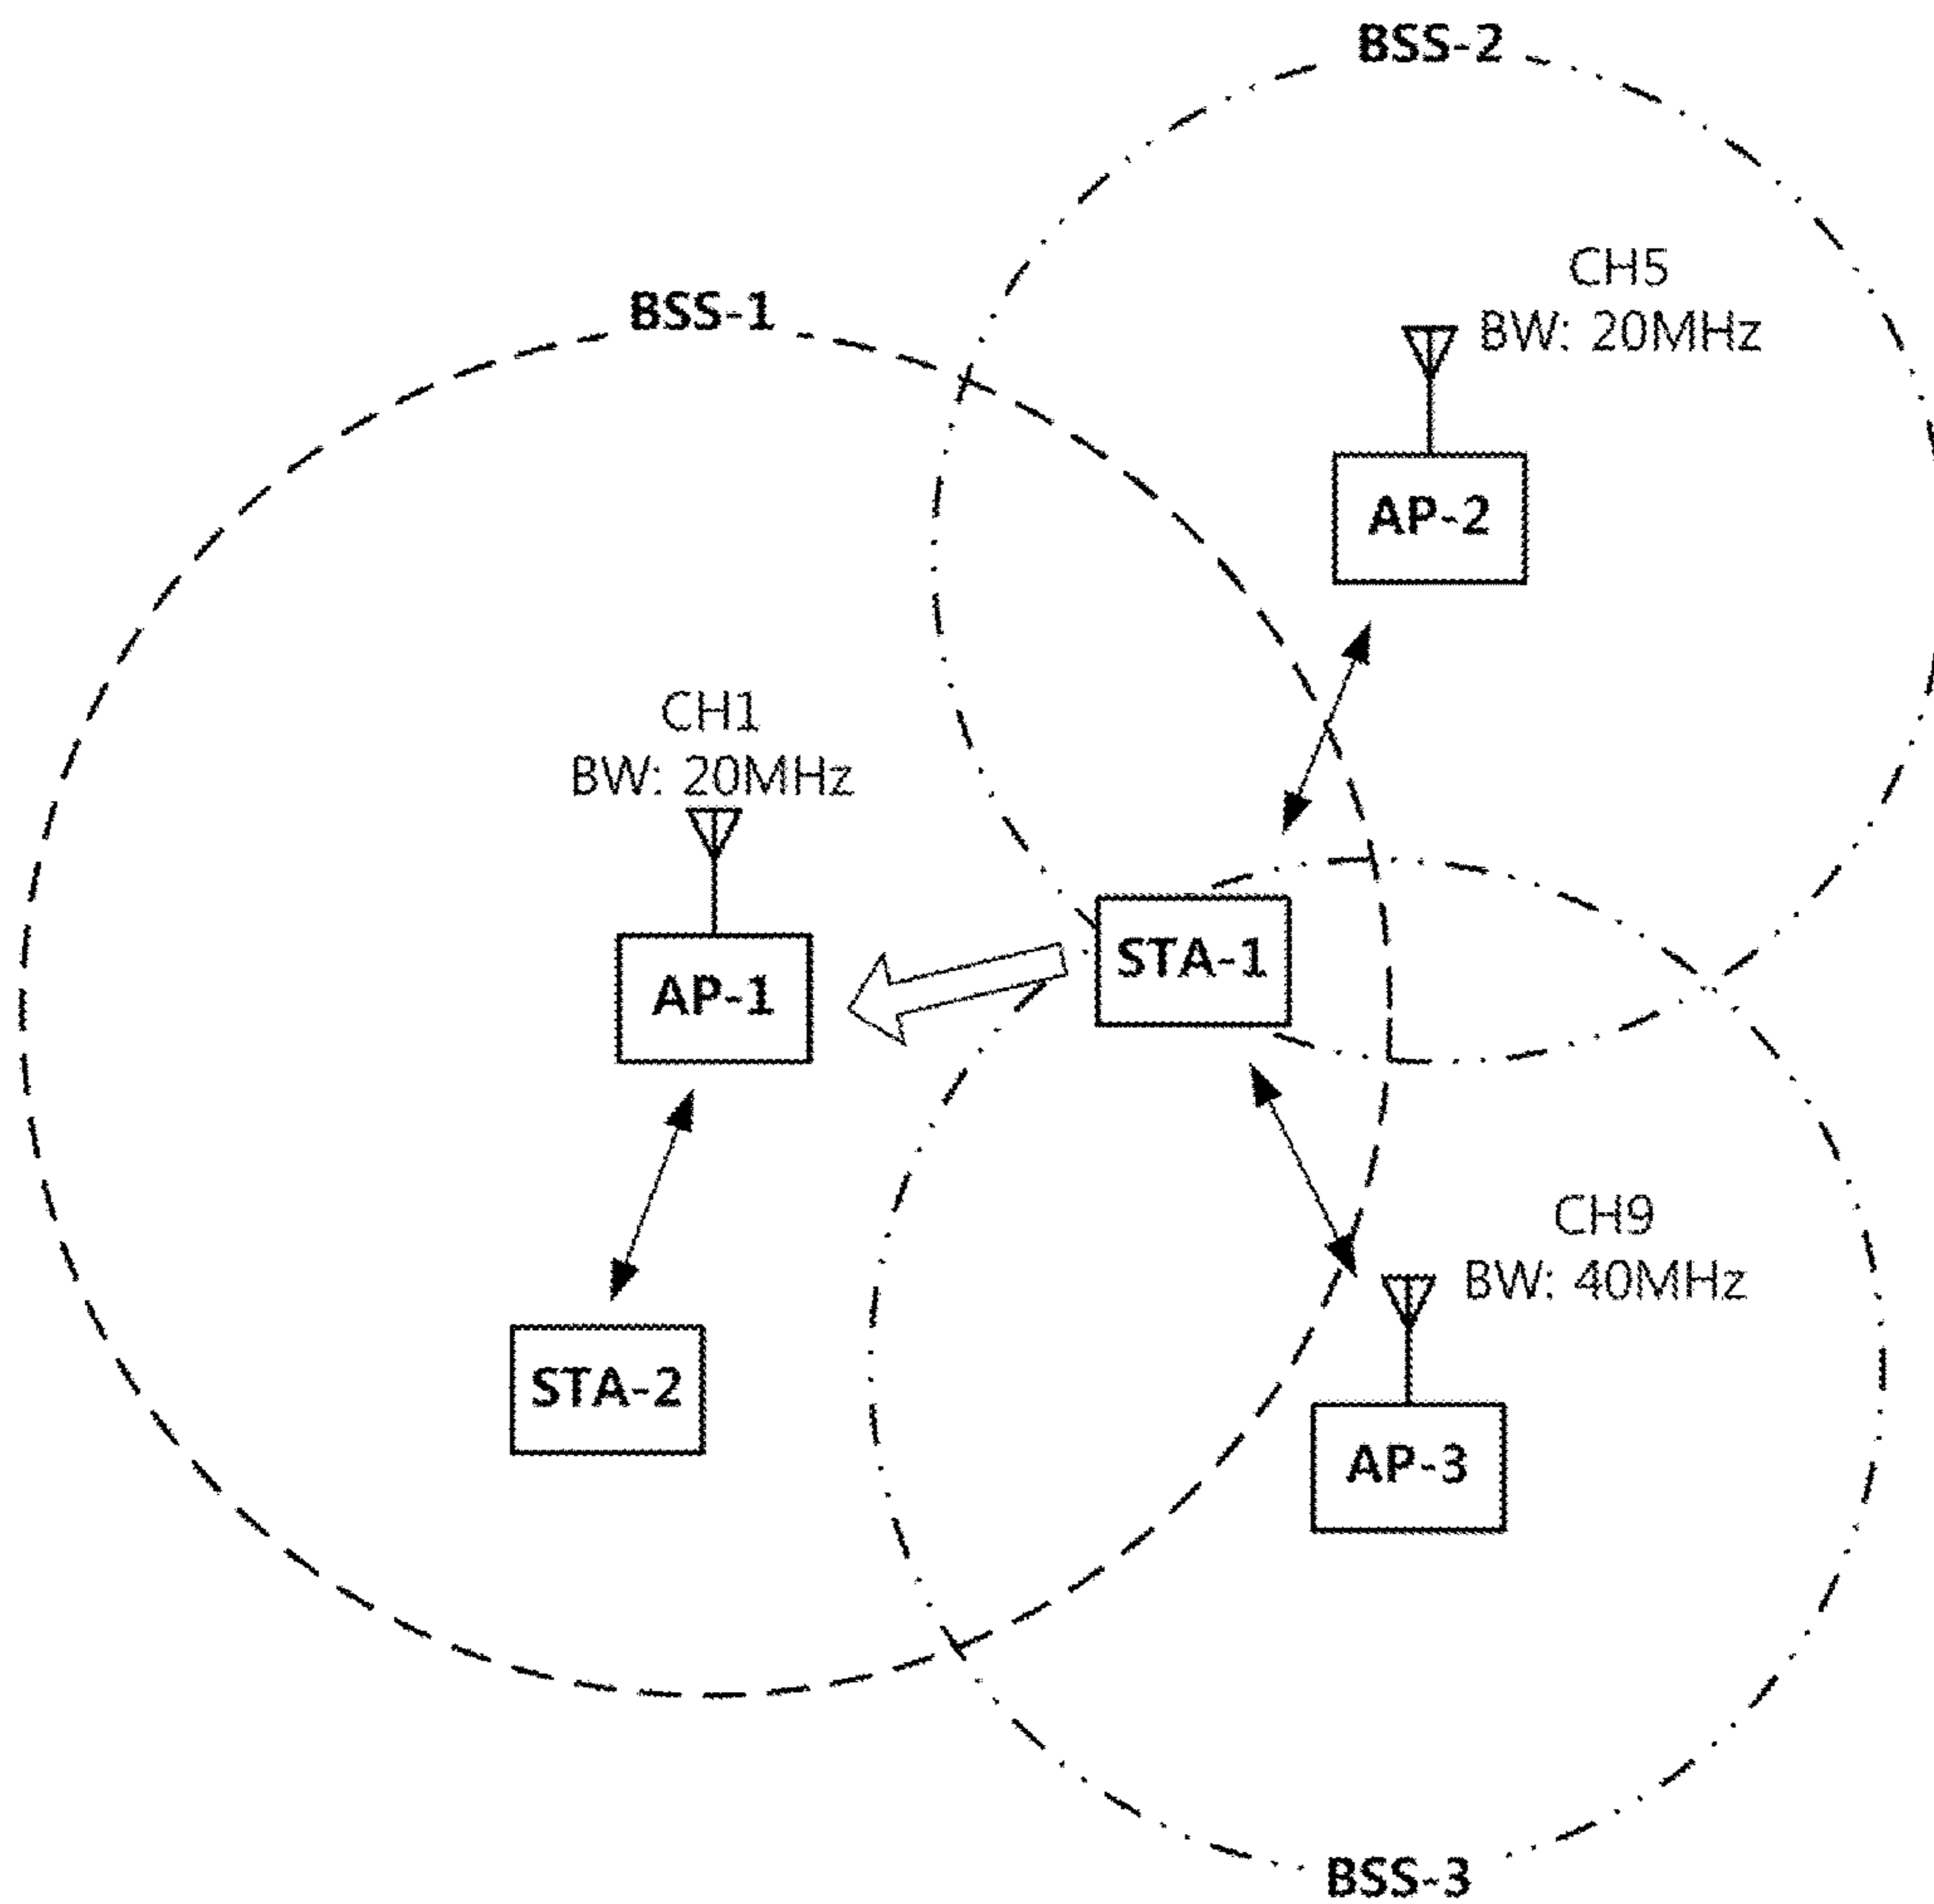 BSS-2
CH5
BW: 20MHz
BSS-1
AP-2
CH1
BW: 20MHz
STA-1
AP-1
CH9
BW: 40MHz
STA-2
AP-3
BSS-3